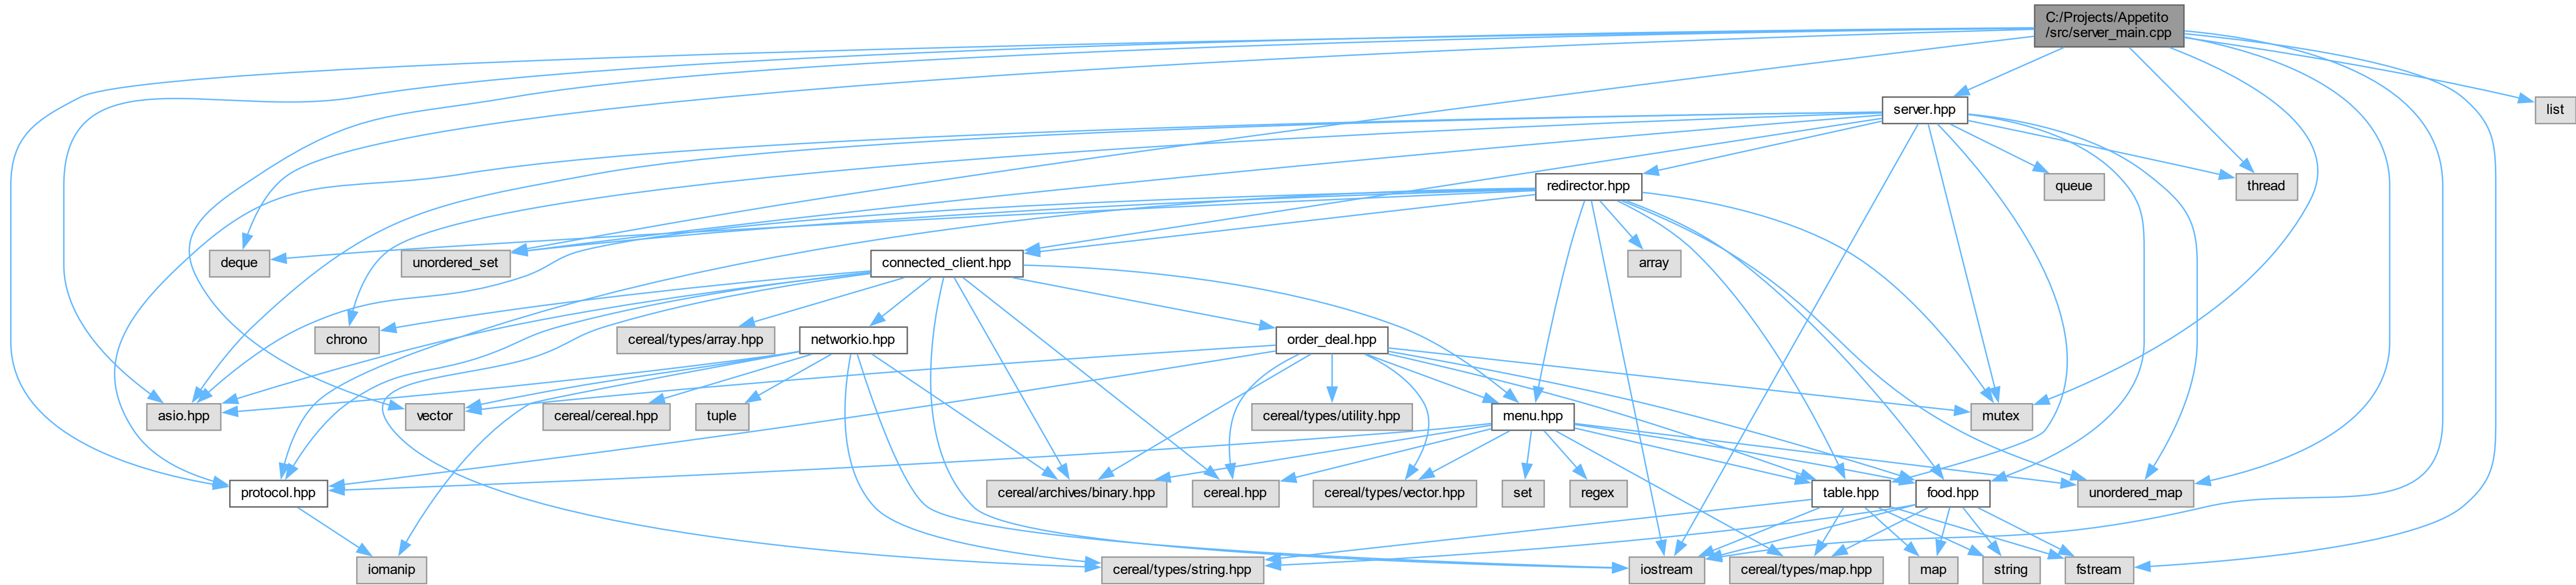 C:/Projects/Appetito
/src/server_main.cpp
server.hpp
list
redirector.hpp
queue
thread
deque
unordered_set
connected_client.hpp
array
chrono
cereal/types/array.hpp
networkio.hpp
order_deal.hpp
asio.hpp
vector
cereal/cereal.hpp
tuple
cereal/types/utility.hpp
menu.hpp
mutex
protocol.hpp
cereal/archives/binary.hpp
cereal.hpp
cereal/types/vector.hpp
set
regex
table.hpp
food.hpp
unordered_map
iomanip
cereal/types/string.hpp
iostream
cereal/types/map.hpp
map
string
fstream